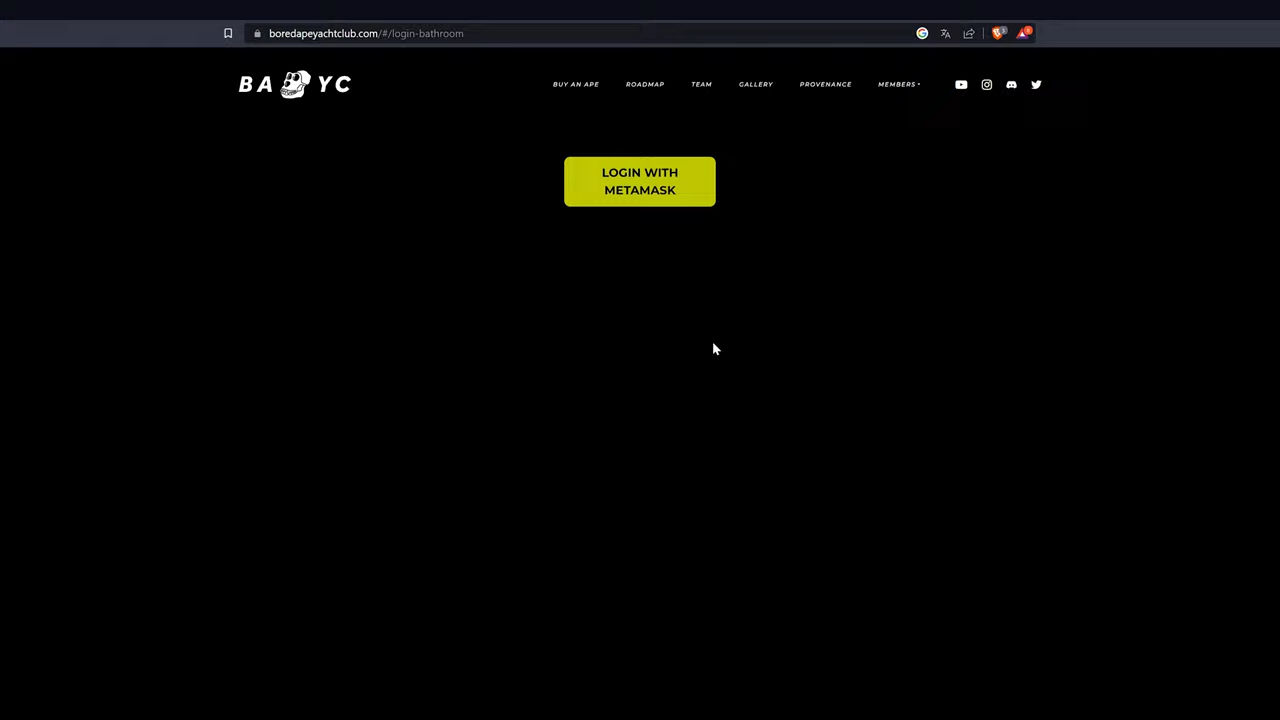 boredapeyachtclub.com/#/login-bathroom
BA YC
BUY AN APE
ROADMAP
TEAM
GALLERY
PROVENANCE
MEMBERS
LOGIN WITH
METAMASK